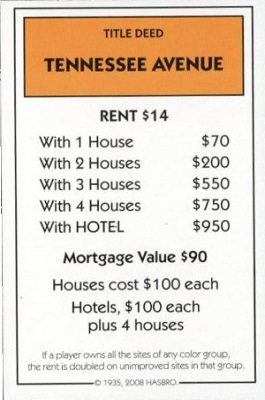 TITLE DEED
TENNESSEE AVENUE
RENT $14
With 1 House $70
With 2 Houses $200
With 3 Houses $550
With 4 Houses $750
With HOTEL $950
Mortgage Value $90
Houses cost $100 each
Hotels, $100 each
plus 4 houses
If a player owns all the sites of any color group,
the rent is doubled on unimproved sites in that group.
© 1935, 2008 HASBRO.